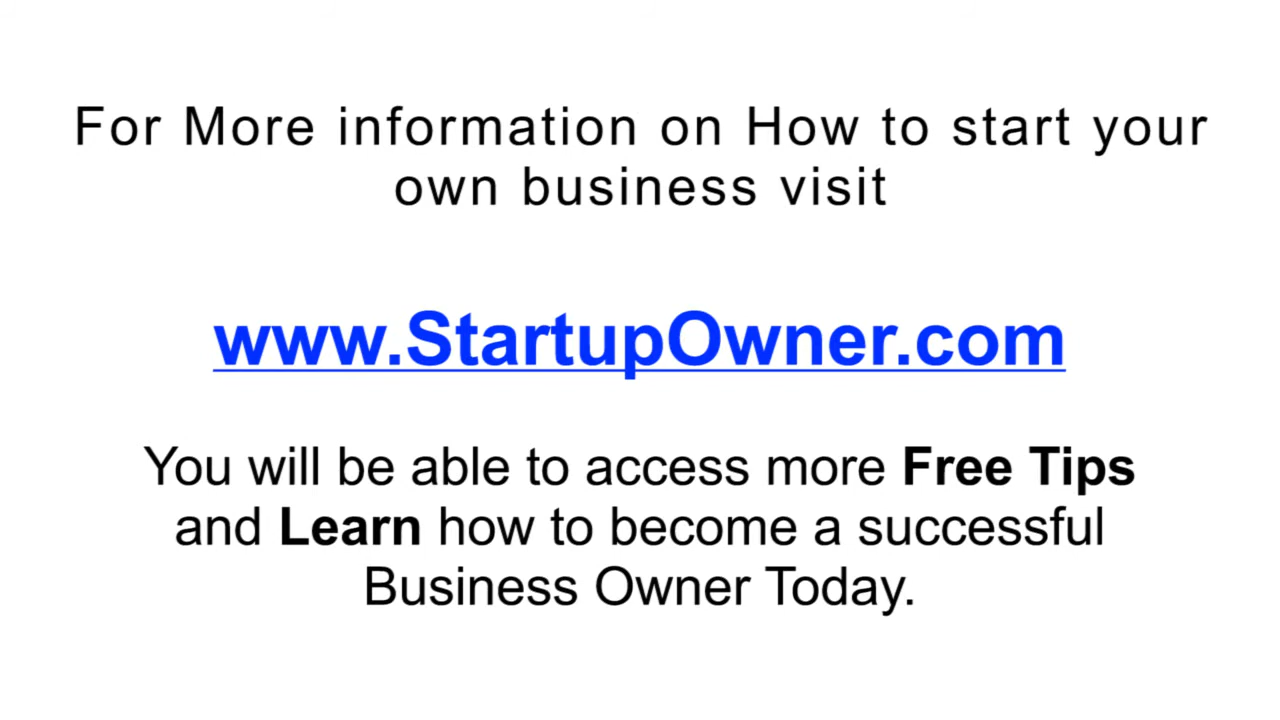 For More information on How to start your
own business visit
www.StartupOwner.com
You will be able to access more Free Tips
and Learn how to become a successful
Business Owner Today.